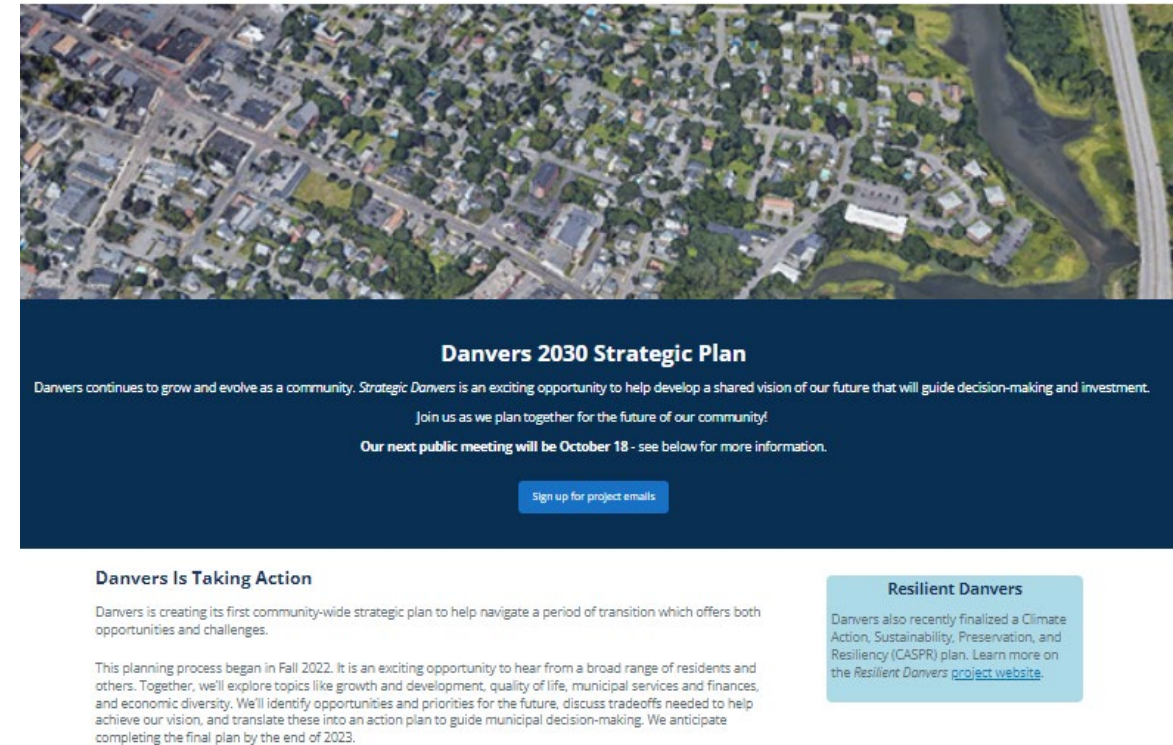 Danvers 2030 Strategic Plan
Danvers continues to grow and evolve as a community. Strategic Danvers is an exciting opportunity to help develop a shared vision of our future that will guide decision-making and investment.
Join us as we plan together for the future of our community!
Our next public meeting will be October 18 - see below for more information.
Sign up for project emails
Danvers Is Taking Action
Danvers is creating its first community-wide strategic plan to help navigate a period of transition which offers both
opportunities and challenges.
This planning process began in Fall 2022. It is an exciting opportunity to hear from a broad range of residents and
others. Together, we'll explore topics like growth and development, quality of life, municipal services and finances,
and economic diversity. We'll identify opportunities and priorities for the future, discuss tradeoffs needed to help
achieve our vision, and translate these into an action plan to guide municipal decision-making. We anticipate
completing the final plan by the end of 2023.
Resilient Danvers
Danvers also recently finalized a Climate
Action, Sustainability, Preservation, and
Resiliency (CASPR) plan. Learn more on
the Resilient Danvers project website.